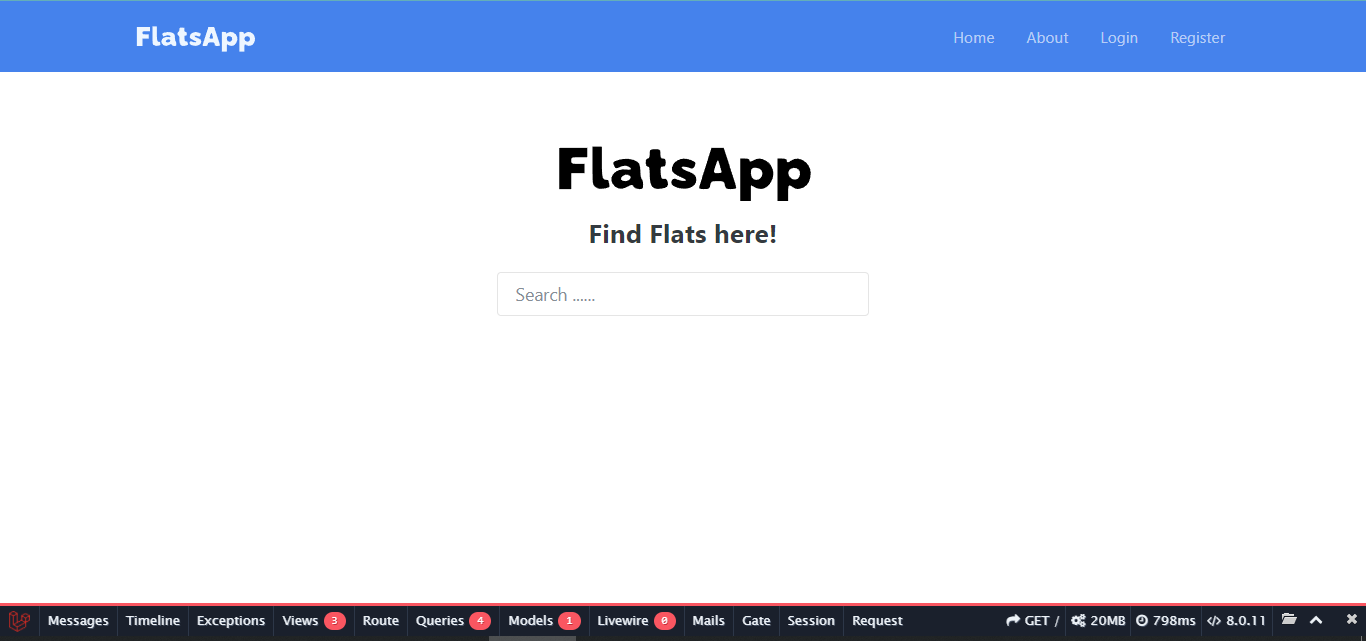 FlatsApp Home About Login Register
FlatsApp
Find Flats here!
Search ......
Messages Timeline Exceptions Views 3 Route Queries 4 Models 1 Livewire 0 Mails Gate Session Request GET / 20MB 798ms 8.0.11